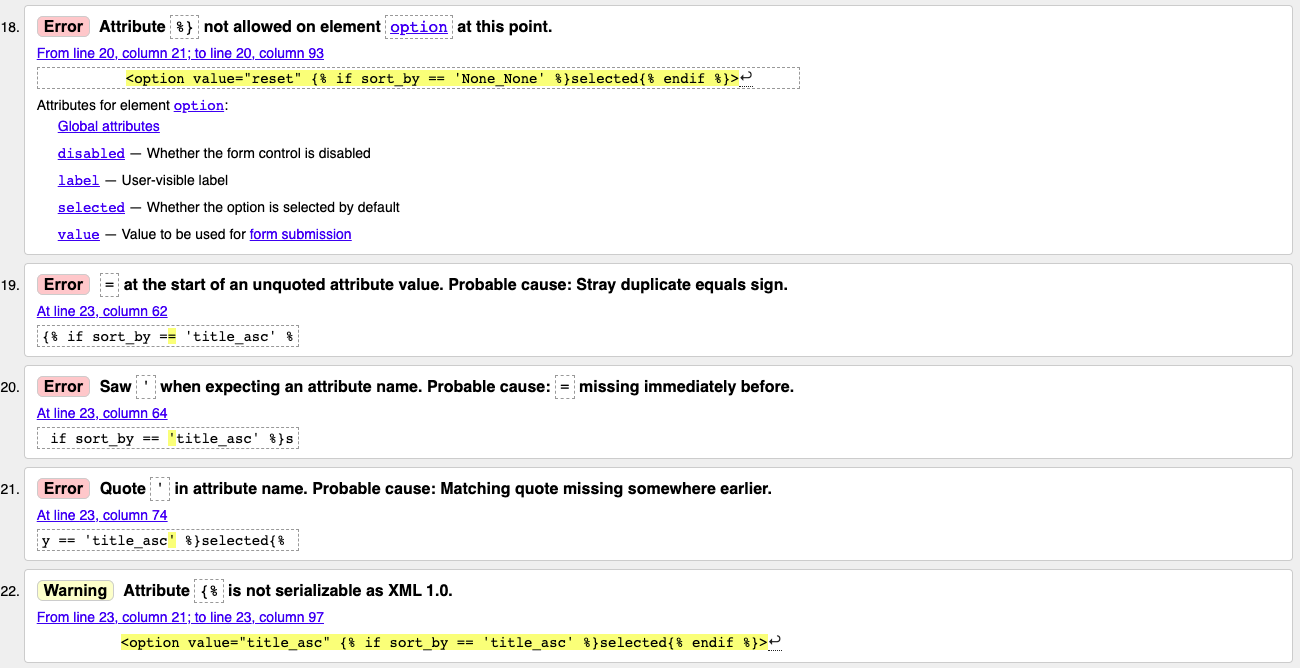 18. Error Attribute %} not allowed on element option at this point.
From line 20, column 21; to line 20, column 93
<option value="reset" {% if sort_by == 'None_None' %}selected{% endif %}>↩
Attributes for element option:
Global attributes
disabled — Whether the form control is disabled
label — User-visible label
selected — Whether the option is selected by default
value — Value to be used for form submission
19. Error = at the start of an unquoted attribute value. Probable cause: Stray duplicate equals sign.
At line 23, column 62
{% if sort_by == 'title_asc' %
20. Error Saw ' when expecting an attribute name. Probable cause: = missing immediately before.
At line 23, column 64
if sort_by == 'title_asc' %}s
21. Error Quote ' in attribute name. Probable cause: Matching quote missing somewhere earlier.
At line 23, column 74
y == 'title_asc' %}selected{%
22. Warning Attribute {% is not serializable as XML 1.0.
From line 23, column 21; to line 23, column 97
<option value="title_asc" {% if sort_by == 'title_asc' %}selected{% endif %}>↩